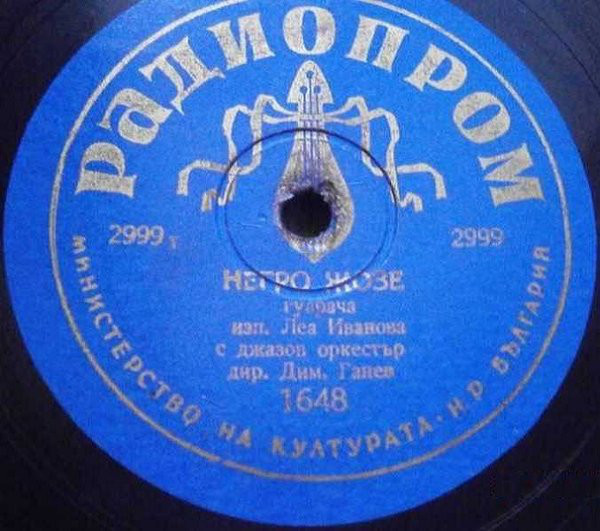 РАДИОПРОМ
2999 т 2999
НЕГРО ЖОЗЕ
гуарача
изп. Леа Иванова
с джазов оркестър
дир. Дим. Ганев
1648
МИНИСТЕРСТВО НА КУЛТУРАТА · Н.Р. БЪЛГАРИЯ